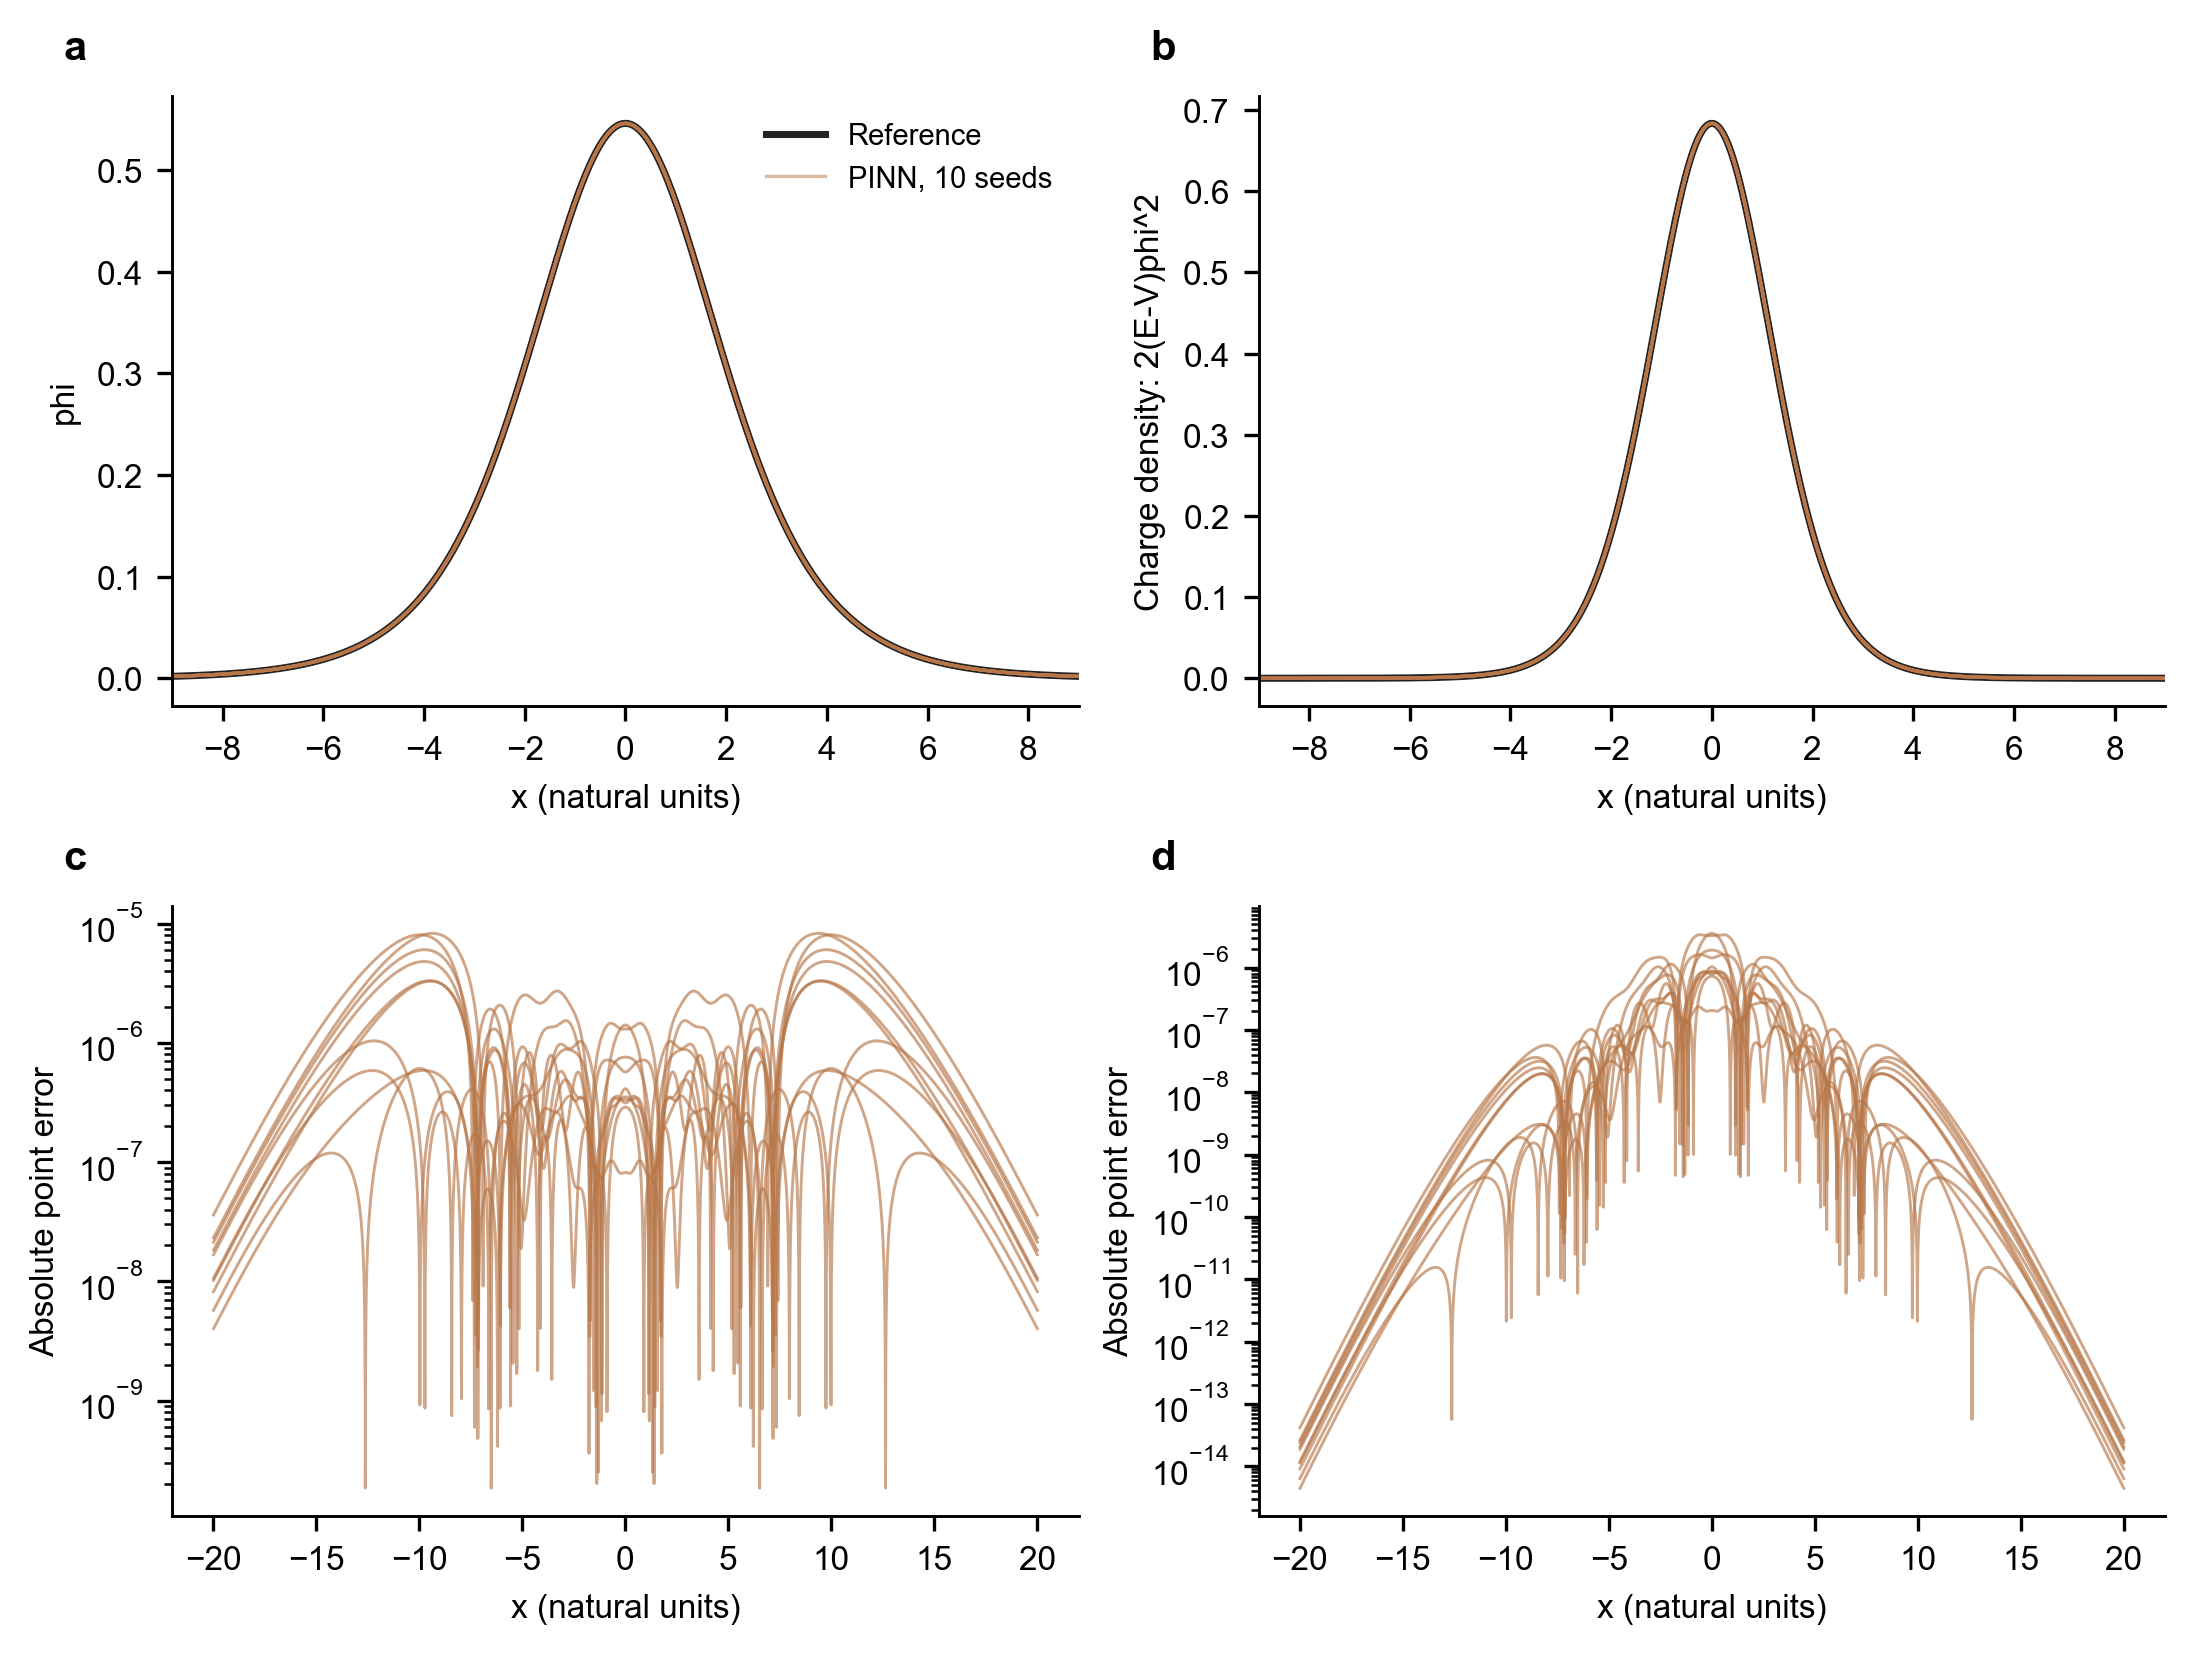 a
0.5
0.4
0.3
0.2
0.1
0.0
phi
−8 −6 −4 −2 0 2 4 6 8
x (natural units)
Reference
PINN, 10 seeds
b
0.7
0.6
0.5
0.4
0.3
0.2
0.1
0.0
Charge density: 2(E-V)phi^2
−8 −6 −4 −2 0 2 4 6 8
x (natural units)
c
10⁻⁵
10⁻⁶
10⁻⁷
10⁻⁸
10⁻⁹
Absolute point error
−20 −15 −10 −5 0 5 10 15 20
x (natural units)
d
10⁻⁶
10⁻⁷
10⁻⁸
10⁻⁹
10⁻¹⁰
10⁻¹¹
10⁻¹²
10⁻¹³
10⁻¹⁴
Absolute point error
−20 −15 −10 −5 0 5 10 15 20
x (natural units)